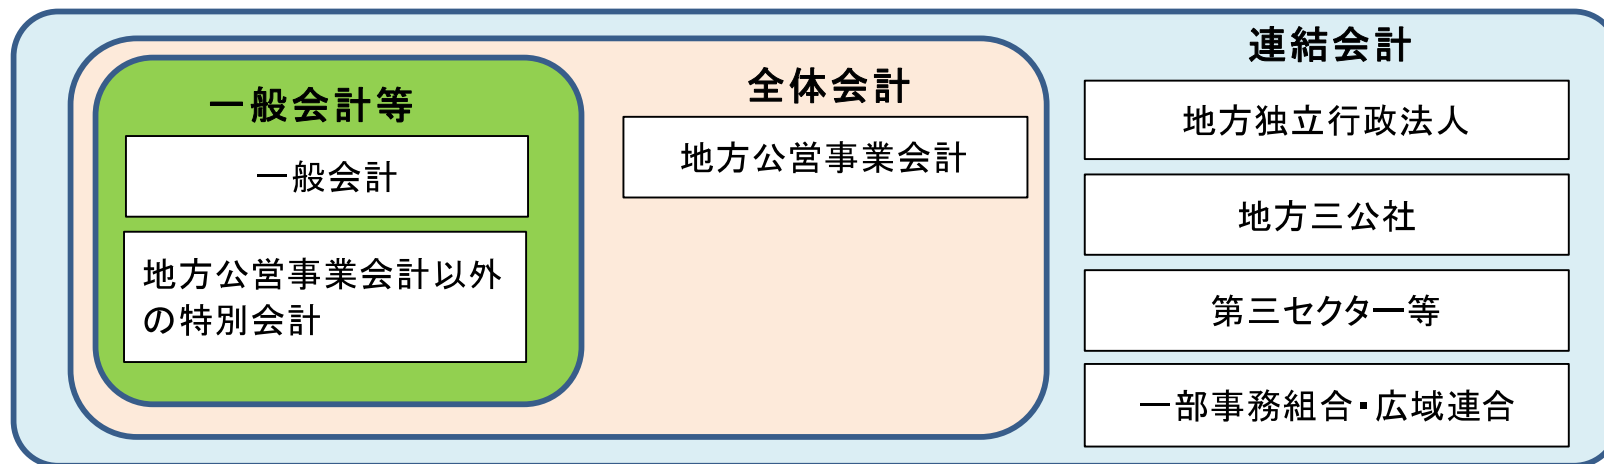 一般会計等
一般会計
地方公営事業会計以外
の特別会計
全体会計
地方公営事業会計
連結会計
地方独立行政法人
地方三公社
第三セクター等
一部事務組合・広域連合